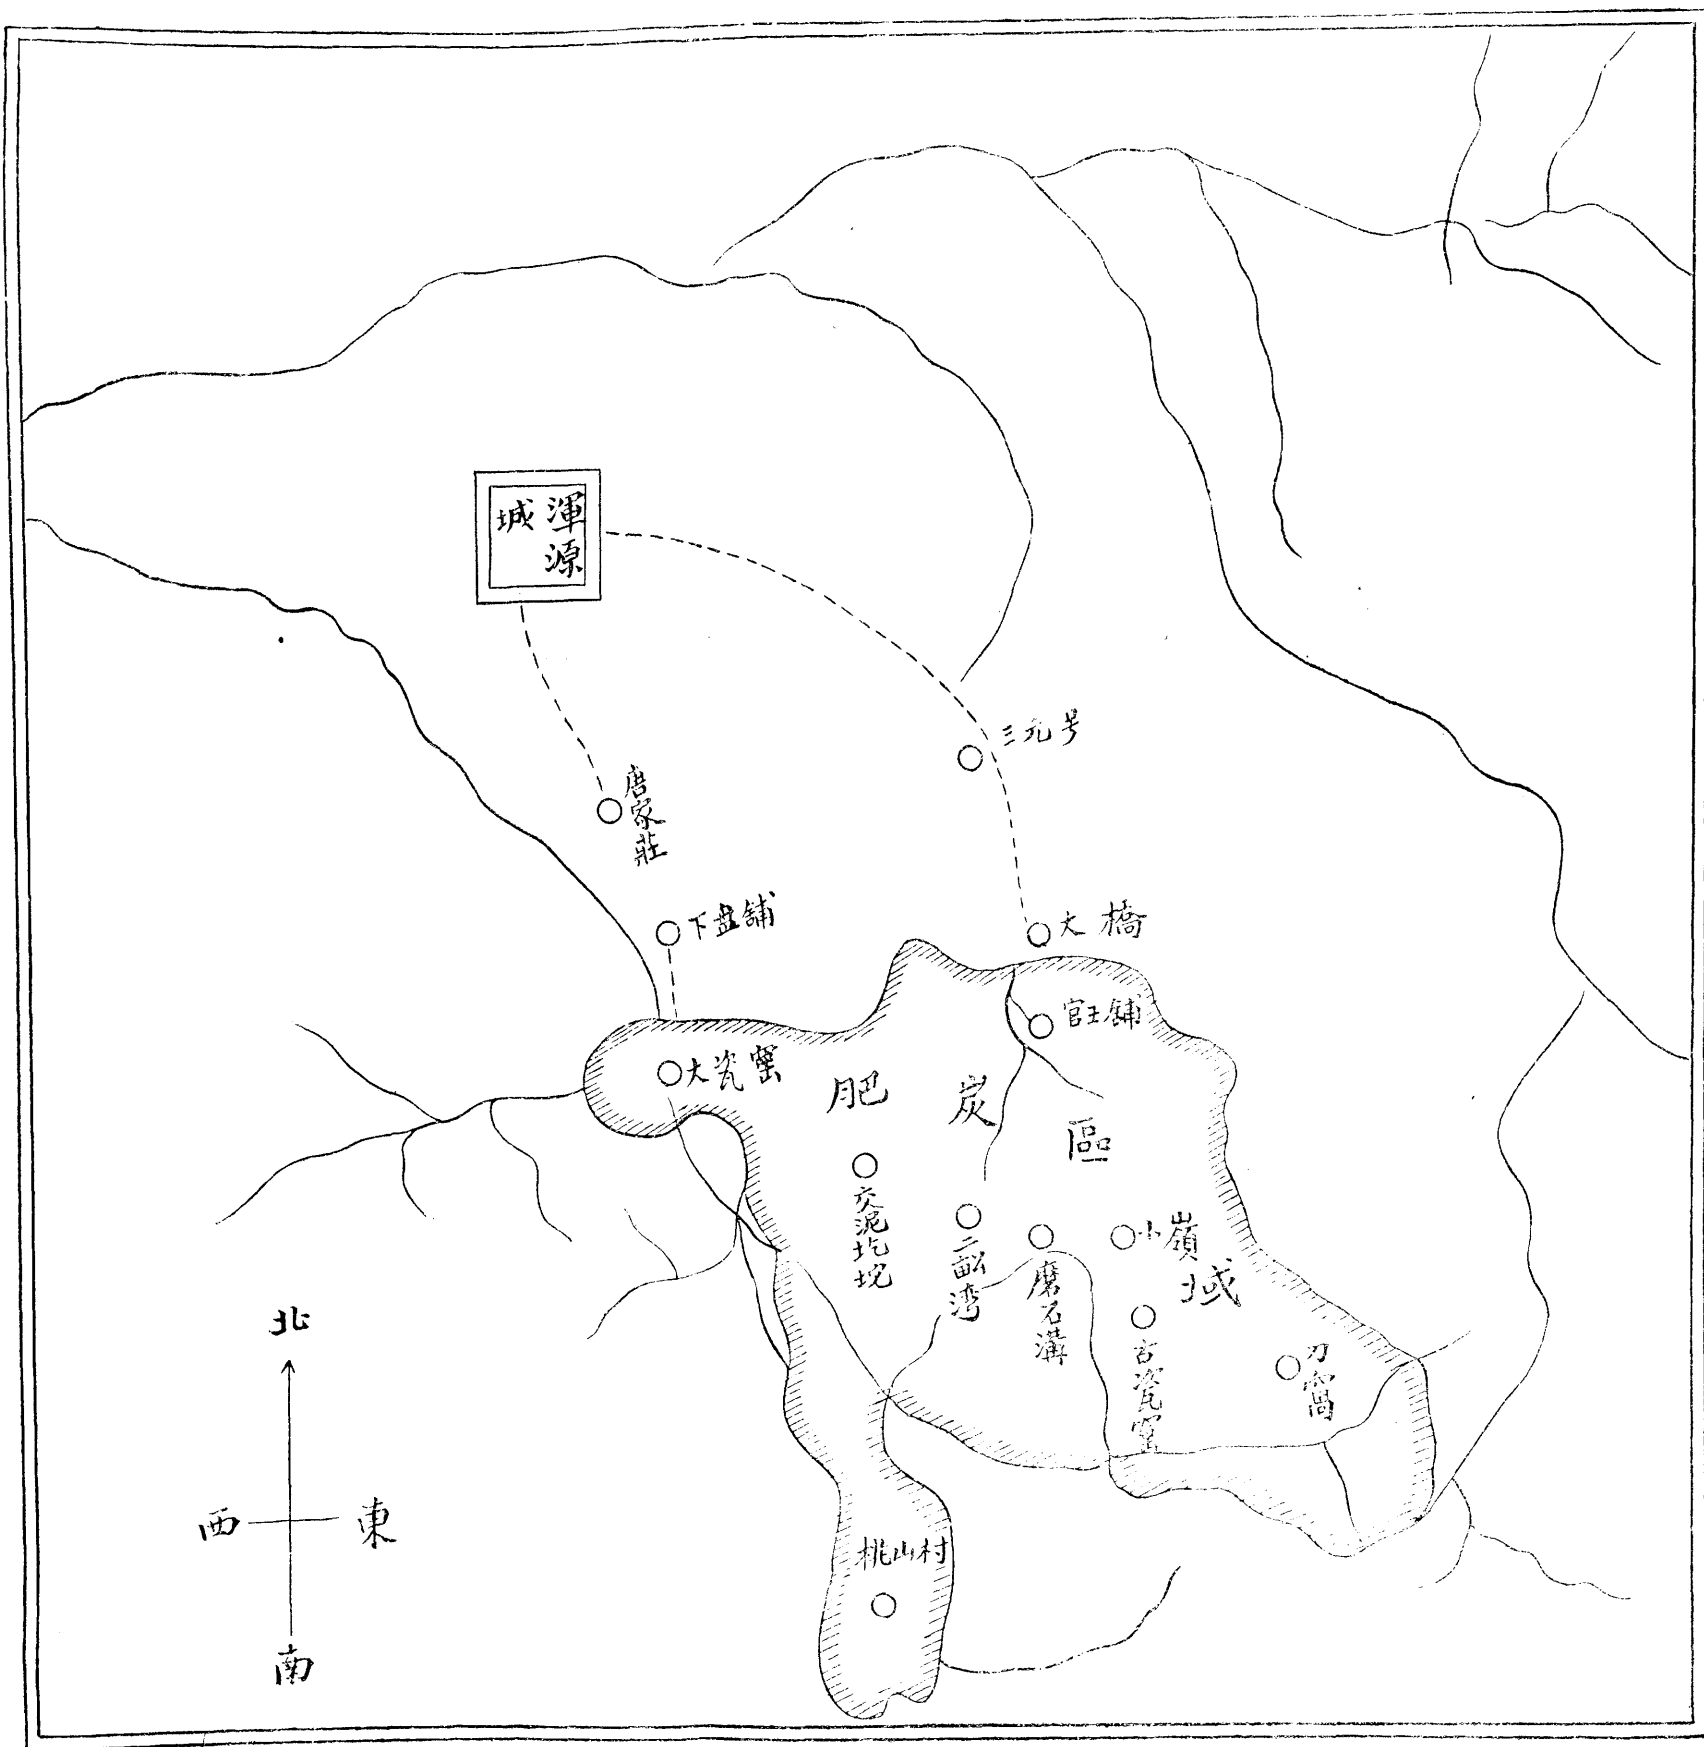 渾源城
三元号
唐家莊
下盘舖
大橋
官王舖
大瓷窰
肥炭區域
交泥圪坨
二畝湾
磨石溝
小嶺
古瓷窰
刁窩
桃山村
北
西
東
南